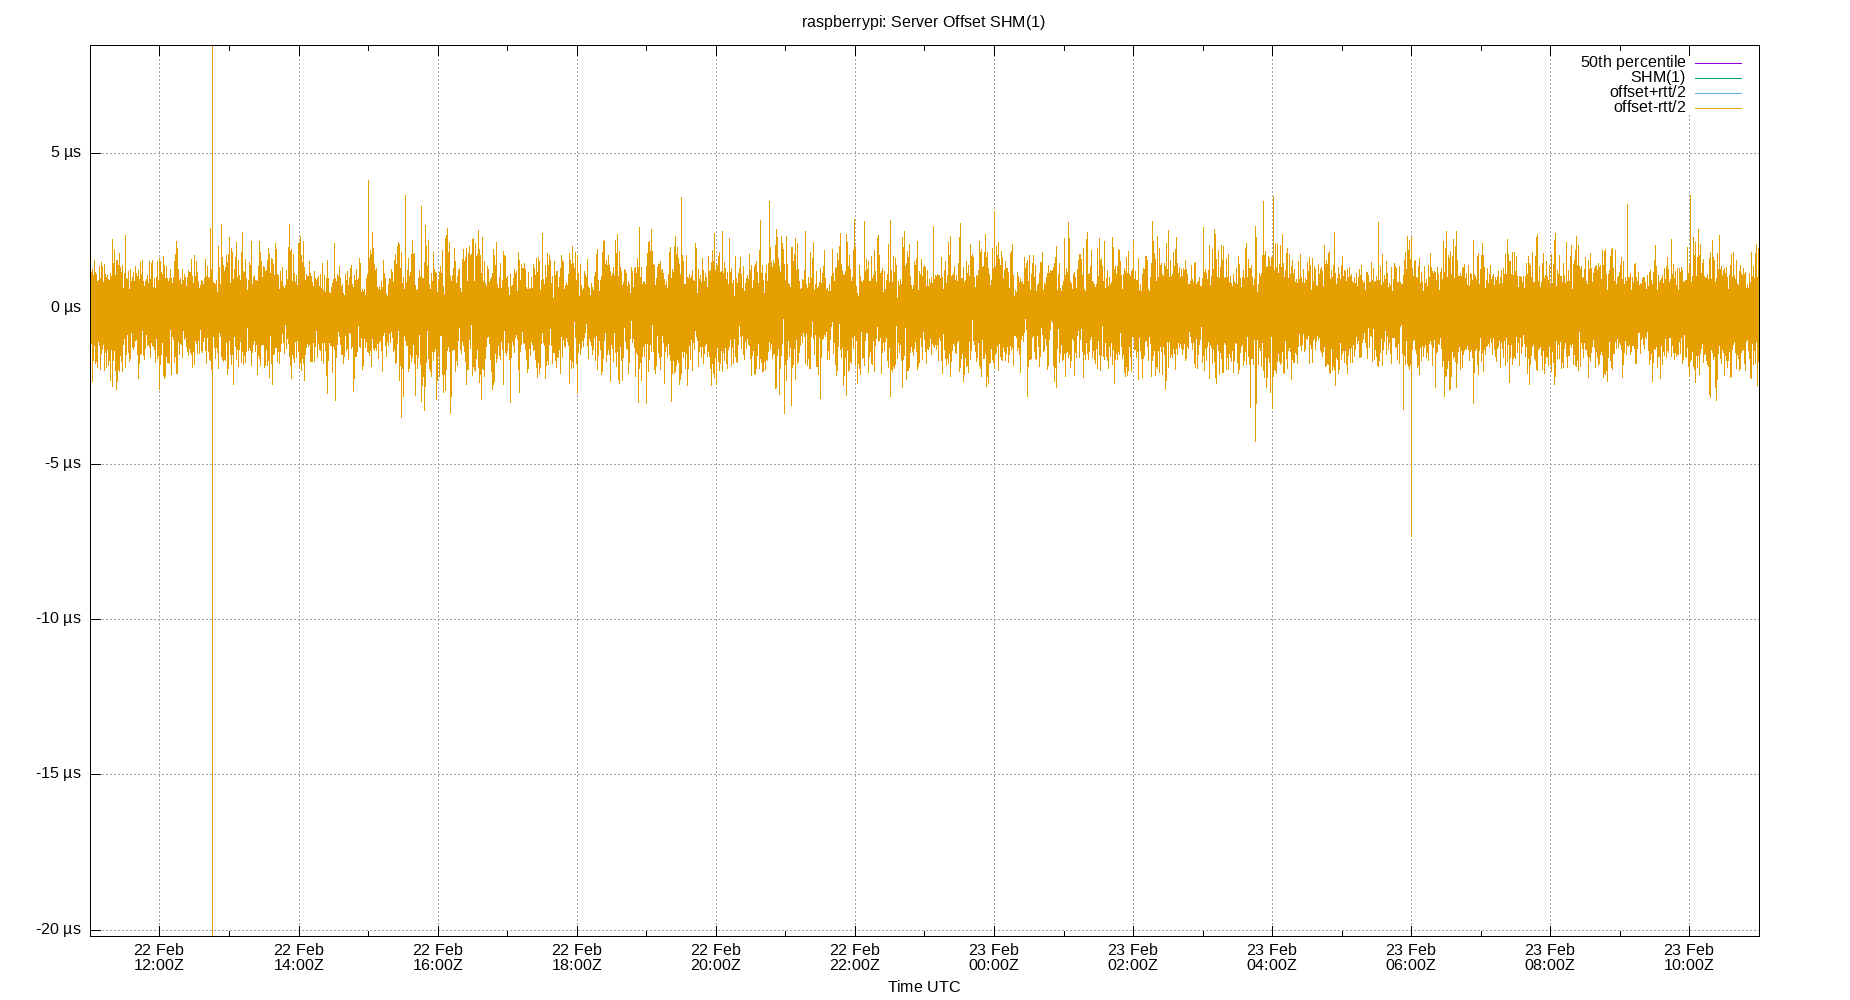 raspberrypi: Server Offset SHM(1)
50th percentile
SHM(1)
offset+rtt/2
offset-rtt/2
5 µs
0 µs
-5 µs
-10 µs
-15 µs
-20 µs
22 Feb 22 Feb 22 Feb 22 Feb 22 Feb 22 Feb 23 Feb 23 Feb 23 Feb 23 Feb 23 Feb 23 Feb
12:00Z 14:00Z 16:00Z 18:00Z 20:00Z 22:00Z 00:00Z 02:00Z 04:00Z 06:00Z 08:00Z 10:00Z
Time UTC